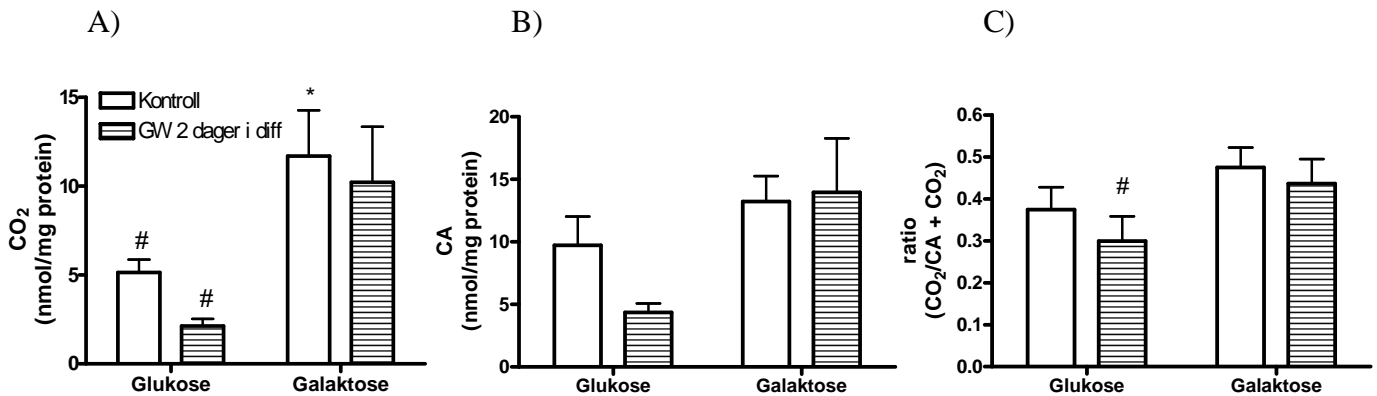 A)
B)
C)
Kontroll
GW 2 dager i diff
CO2
(nmol/mg protein)
15
10
5
0
*
#
#
Glukose
Galaktose
CA
(nmol/mg protein)
20
15
10
5
0
Glukose
Galaktose
ratio
(CO2/CA + CO2)
0.6
0.5
0.4
0.3
0.2
0.1
0.0
#
Glukose
Galaktose